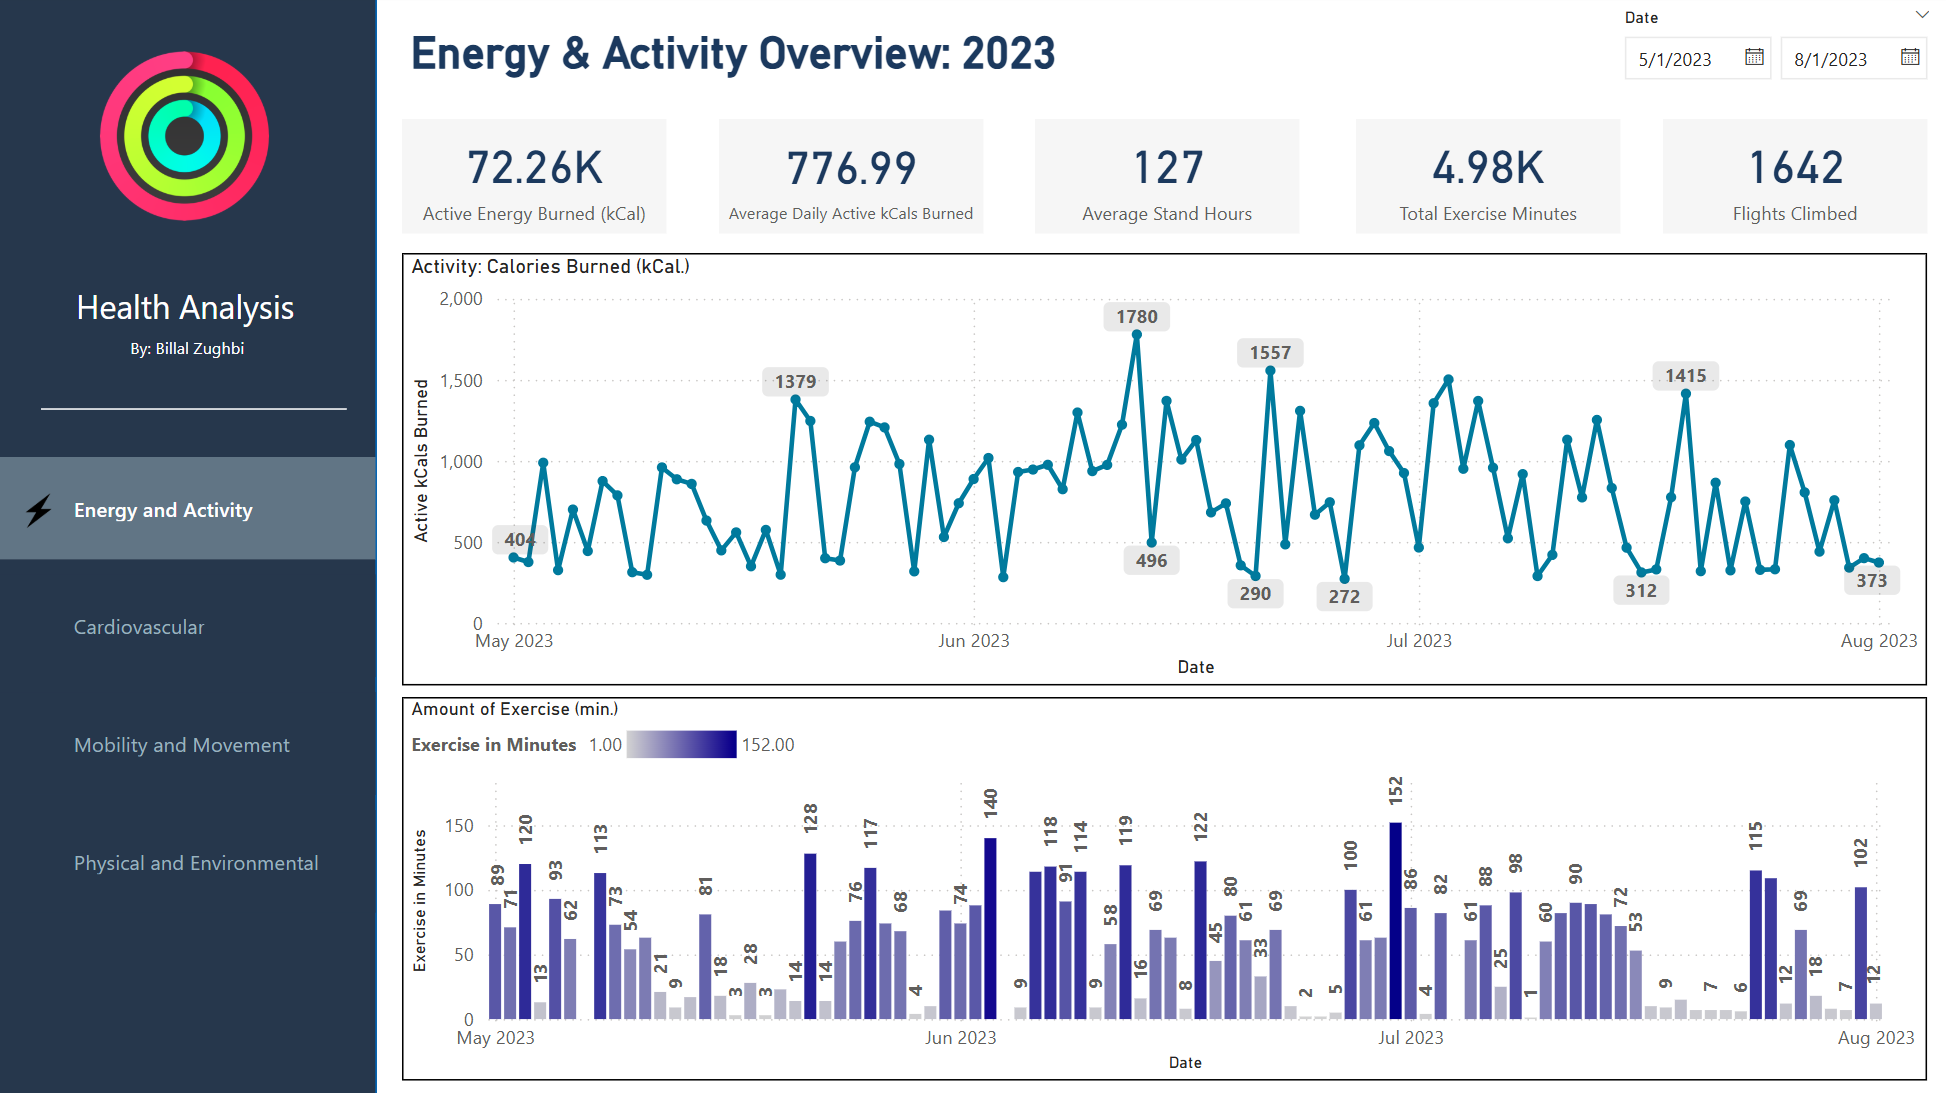 Health Analysis
By: Billal Zughbi
Energy and Activity
Cardiovascular
Mobility and Movement
Physical and Environmental
Energy & Activity Overview: 2023
Date
5/1/2023 8/1/2023
72.26K
Active Energy Burned (kCal)
776.99
Average Daily Active kCals Burned
127
Average Stand Hours
4.98K
Total Exercise Minutes
1642
Flights Climbed
Activity: Calories Burned (kCal.)
Active kCals Burned
2,000
1,500
1,000
500
0
404 1379 1780 496 290 1557 272 312 1415 373
May 2023 Jun 2023 Jul 2023 Aug 2023
Date
Amount of Exercise (min.)
Exercise in Minutes 1.00 152.00
Exercise in Minutes
150
100
50
0
89 71 120 13 93 62 113 73 54 21 9 81 18 3 28 3 14 128 14 76 117 68 4 74 140 9 118 91 114 9 58 119 16 69 8 122 45 80 61 33 69 2 5 100 61 152 86 4 82 61 88 25 98 1 60 90 72 53 9 7 6 115 12 69 18 7 102 12
May 2023 Jun 2023 Jul 2023 Aug 2023
Date